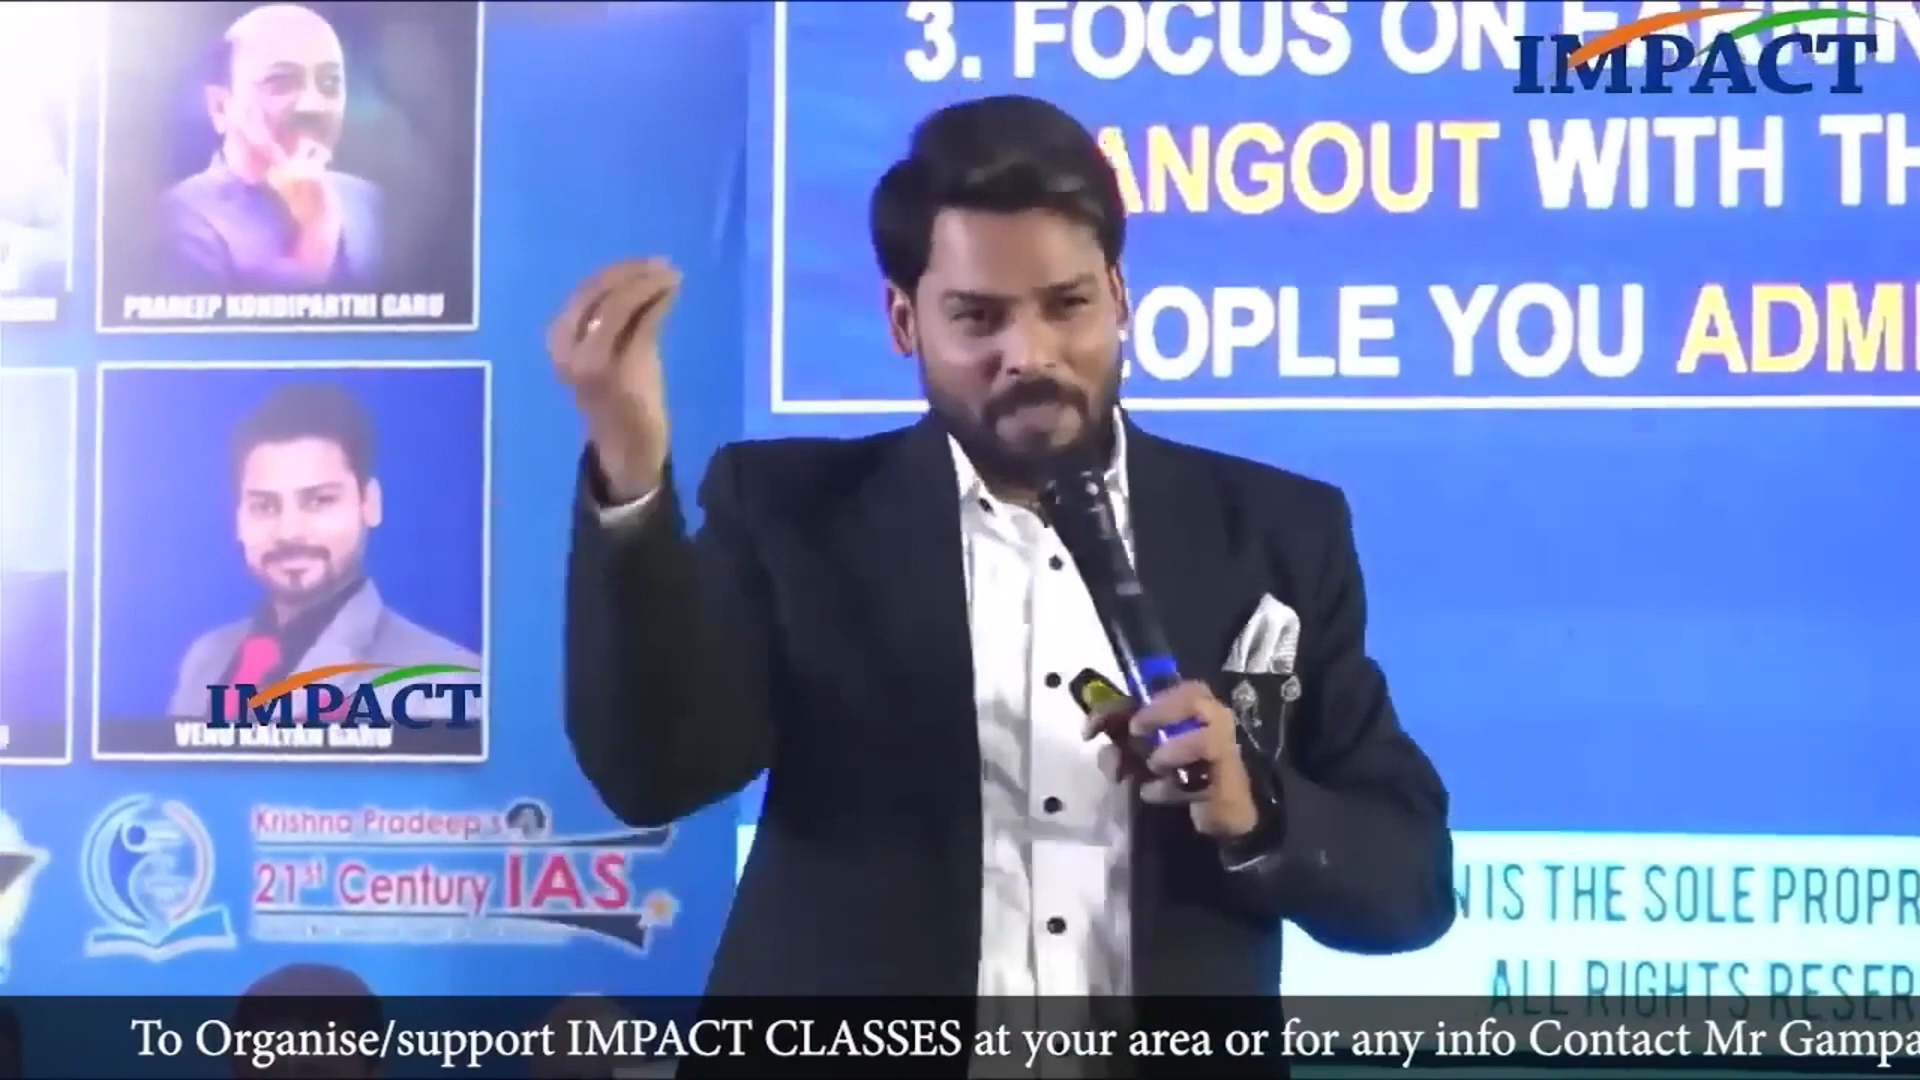 3. FOCUS ON
IMPACT
ANGOUT WITH TH
EOPLE YOU ADMI
PRADEEP KONDIPARTHI GARU
IMPACT
VENU KALYAN GARU
Krishna Pradeep's
21st Century IAS
N IS THE SOLE PROPR
ALL RIGHTS RESER
To Organise/support IMPACT CLASSES at your area or for any info Contact Mr Gampa